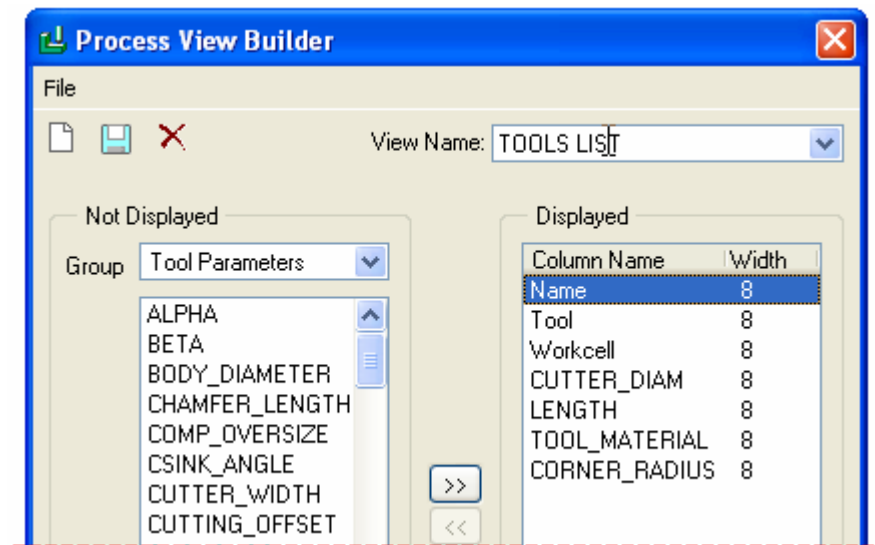 Process View Builder
File
View Name: TOOLS LIST
Not Displayed
Group Tool Parameters
ALPHA
BETA
BODY_DIAMETER
CHAMFER_LENGTH
COMP_OVERSIZE
CSINK_ANGLE
CUTTER_WIDTH
CUTTING_OFFSET
>>
<<
Displayed
Column Name Width
Name 8
Tool 8
Workcell 8
CUTTER_DIAM 8
LENGTH 8
TOOL_MATERIAL 8
CORNER_RADIUS 8